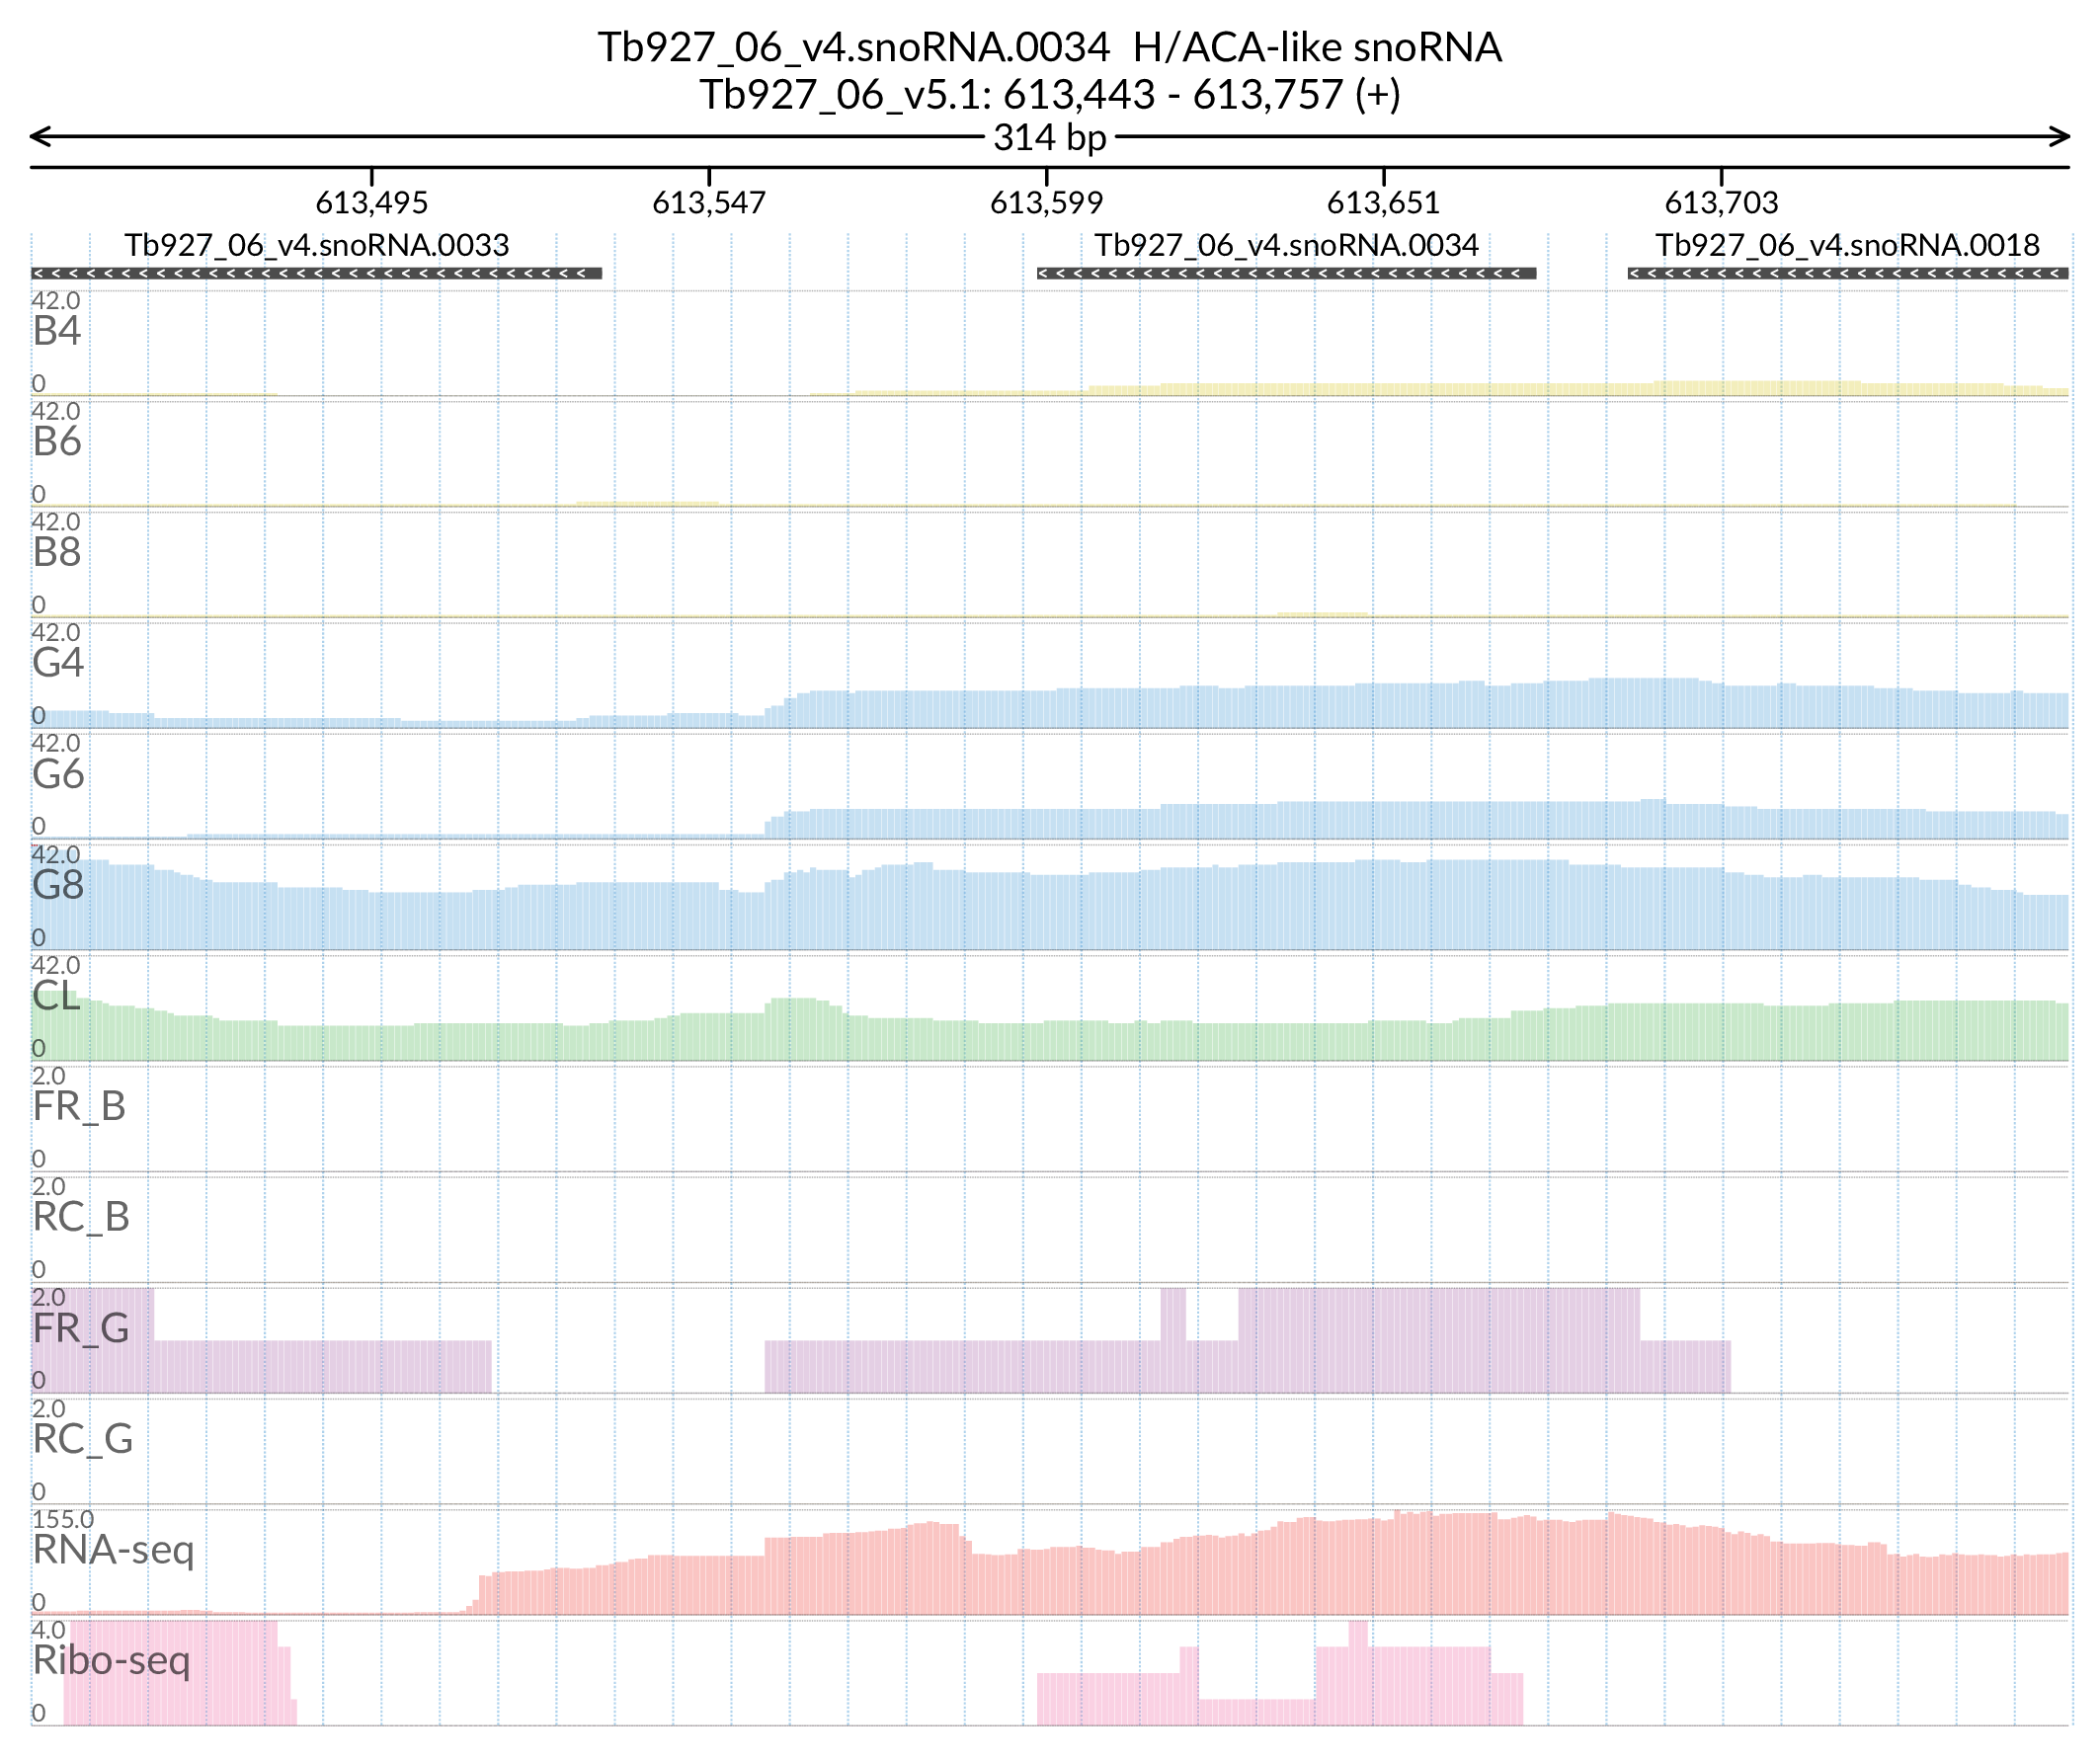 Tb927_06_v4.snoRNA.0034 H/ACA-like snoRNA
Tb927_06_v5.1: 613,443 - 613,757 (+)
314 bp
613,495 613,547 613,599 613,651 613,703
Tb927_06_v4.snoRNA.0033 Tb927_06_v4.snoRNA.0034 Tb927_06_v4.snoRNA.0018
42.0
B4
0
42.0
B6
0
42.0
B8
0
42.0
G4
0
42.0
G6
0
42.0
G8
0
42.0
CL
0
2.0
FR_B
0
2.0
RC_B
0
2.0
FR_G
0
2.0
RC_G
0
155.0
RNA-seq
0
4.0
Ribo-seq
0